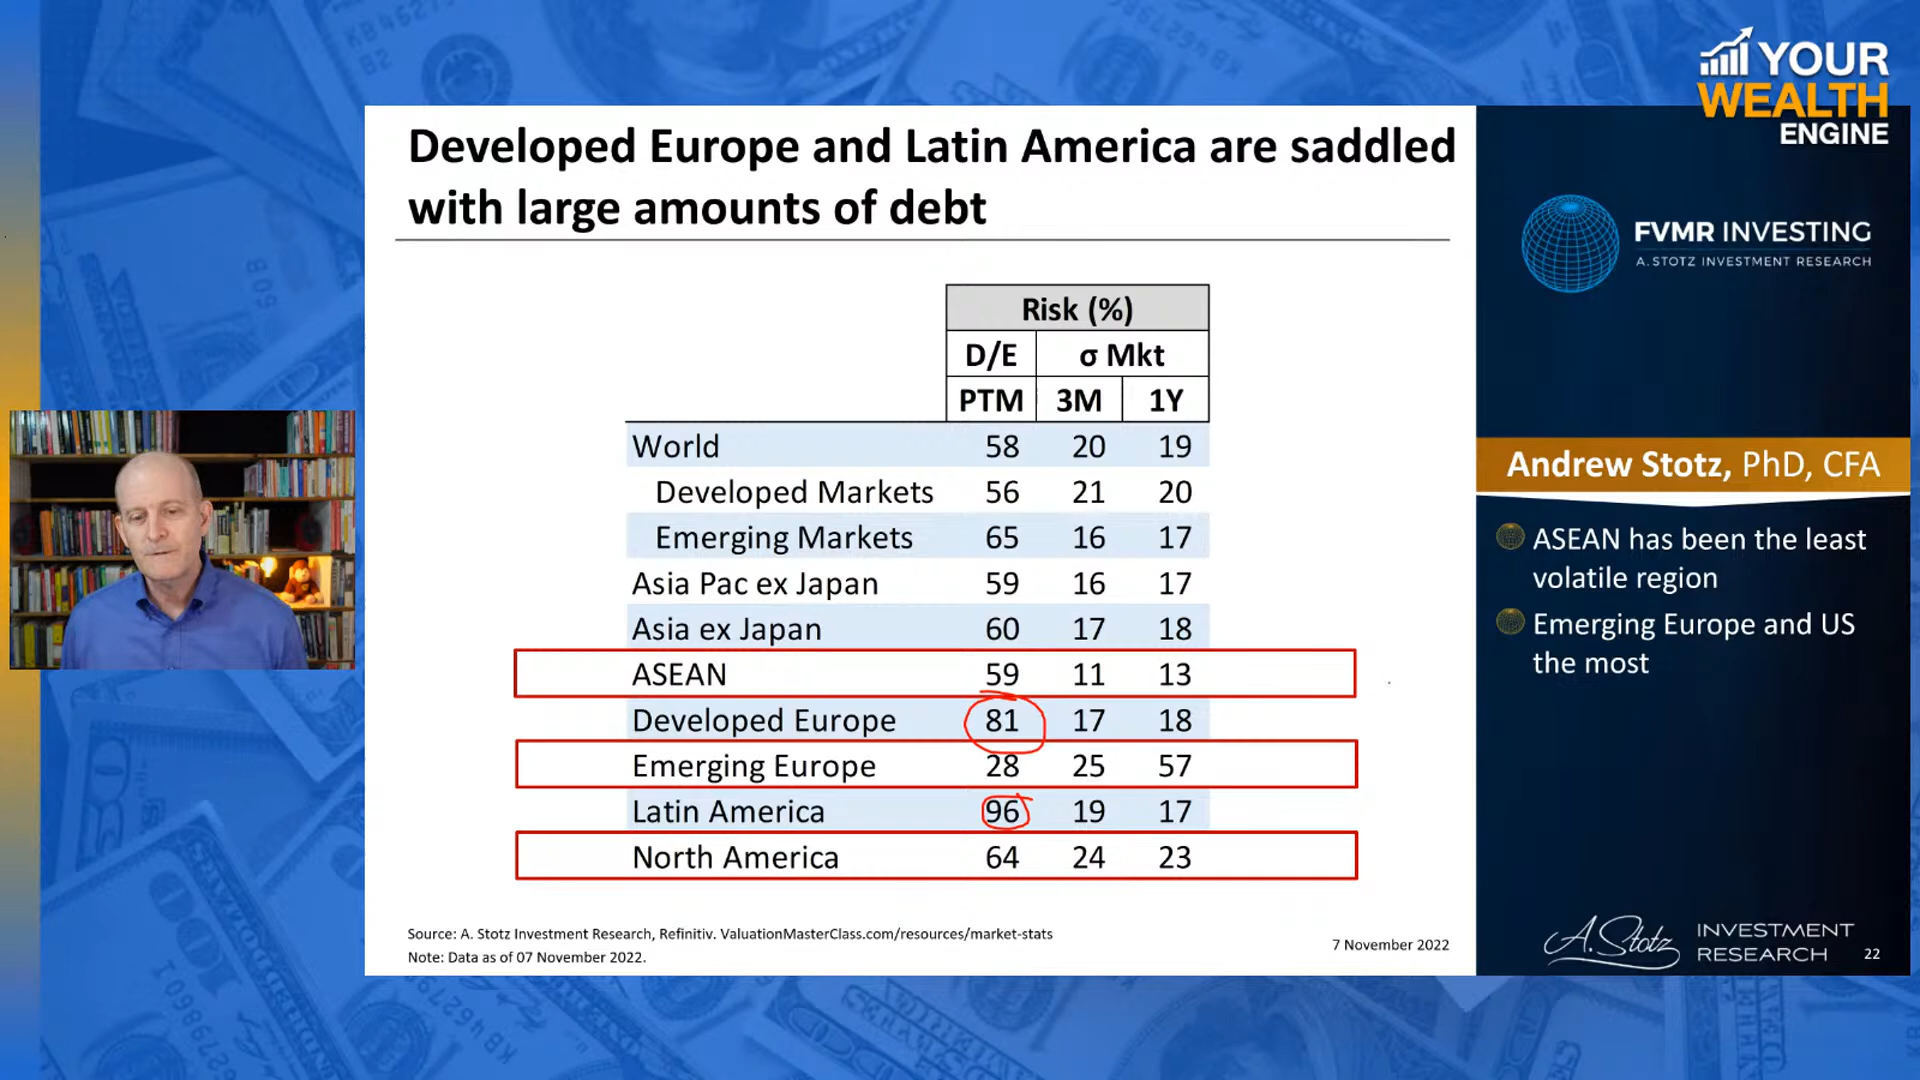 YOUR
WEALTH
ENGINE
Developed Europe and Latin America are saddled
with large amounts of debt
Risk (%)
D/E σ Mkt
PTM 3M 1Y
World 58 20 19
Developed Markets 56 21 20
Emerging Markets 65 16 17
Asia Pac ex Japan 59 16 17
Asia ex Japan 60 17 18
ASEAN 59 11 13
Developed Europe 81 17 18
Emerging Europe 28 25 57
Latin America 96 19 17
North America 64 24 23
Source: A. Stotz Investment Research, Refinitiv. ValuationMasterClass.com/resources/market-stats
Note: Data as of 07 November 2022.
7 November 2022
FVMR INVESTING
A. STOTZ INVESTMENT RESEARCH
Andrew Stotz, PhD, CFA
ASEAN has been the least
volatile region
Emerging Europe and US
the most
A. Stotz INVESTMENT
RESEARCH
22